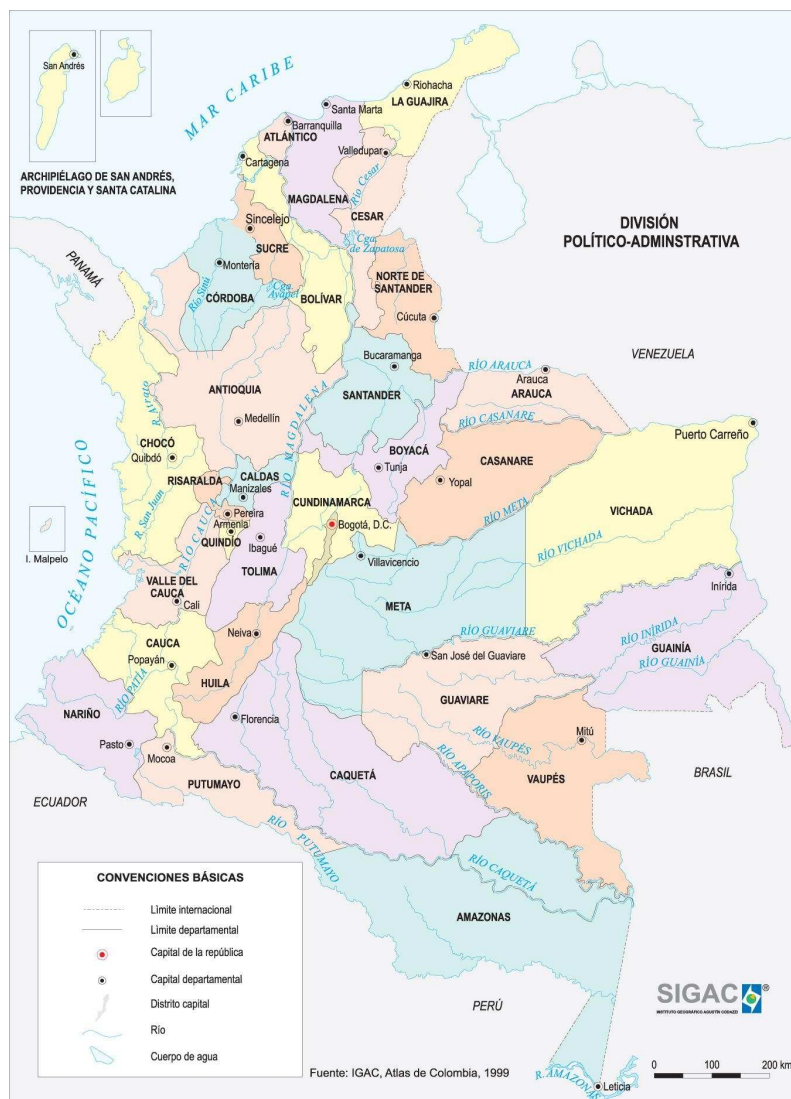 San Andrés
ARCHIPIÉLAGO DE SAN ANDRÉS,
PROVIDENCIA Y SANTA CATALINA
MAR CARIBE
Riohacha
LA GUAJIRA
Santa Marta
Barranquilla
ATLÁNTICO
Valledupar
Cartagena
Río Cesar
MAGDALENA
CESAR
DIVISIÓN
POLÍTICO-ADMINSTRATIVA
Sincelejo
SUCRE
Cga.
de Zapatosa
PANAMÁ
Montería
Río Sinú
CÓRDOBA
Cga.
Ayapel
BOLÍVAR
NORTE DE
SANTANDER
Cúcuta
VENEZUELA
Bucaramanga
RÍO ARAUCA
Arauca
ARAUCA
ANTIOQUIA
SANTANDER
R. Atrato
Medellín
RÍO MAGDALENA
RÍO CASANARE
BOYACÁ
Puerto Carreño
CHOCÓ
Quibdó
Tunja
CASANARE
RISARALDA
CALDAS
Manizales
Yopal
CUNDINAMARCA
RÍO META
VICHADA
OCÉANO PACÍFICO
R. San Juan
RÍO CAUCA
Pereira
Armenia
QUINDÍO
Bogotá, D.C.
Ibagué
RÍO VICHADA
I. Malpelo
Villavicencio
TOLIMA
VALLE DEL
CAUCA
Cali
META
Inírida
Neiva
RÍO GUAVIARE
RÍO INÍRIDA
CAUCA
Popayán
San José del Guaviare
GUAINÍA
RÍO GUAINÍA
RÍO PATÍA
HUILA
GUAVIARE
NARIÑO
Florencia
RÍO VAUPÉS
Mitú
Pasto
Mocoa
RÍO APAPORIS
CAQUETÁ
VAUPÉS
BRASIL
PUTUMAYO
ECUADOR
RÍO PUTUMAYO
RÍO CAQUETÁ
AMAZONAS
CONVENCIONES BÁSICAS
Límite internacional
Límite departamental
Capital de la república
Capital departamental
Distrito capital
Río
Cuerpo de agua
PERÚ
SIGAC®
INSTITUTO GEOGRÁFICO AGUSTÍN CODAZZI
Fuente: IGAC, Atlas de Colombia, 1999
0 100 200 km
R. AMAZONAS
Leticia